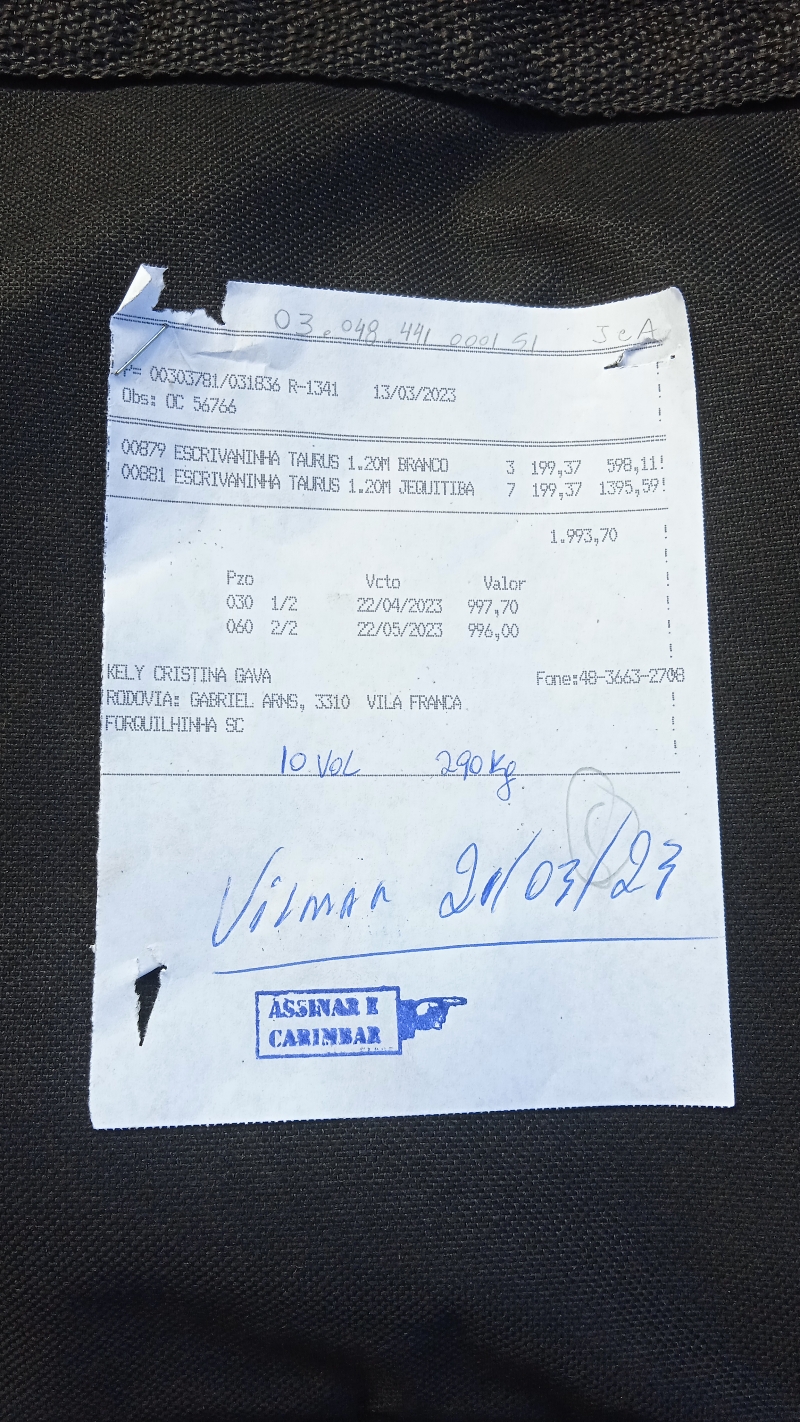 03.048.441 0001 51 JeA
P= 00303781/031836 R-1341 13/03/2023
Obs: OC 56766
00879 ESCRIVANINHA TAURUS 1.20M BRANCO 3 199,37 598,11!
00881 ESCRIVANINHA TAURUS 1.20M JEQUITIBA 7 199,37 1395,59!
1.993,70 !
Pzo Vcto Valor
030 1/2 22/04/2023 997,70
060 2/2 22/05/2023 996,00
KELY CRISTINA GAVA Fone:48-3663-2708
RODOVIA: GABRIEL ARNS, 3310 VILA FRANCA !
FORQUILHINHA SC
10 VOL 290Kg
Vilmar 21/03/23
ASSINAR E
CARIMBAR